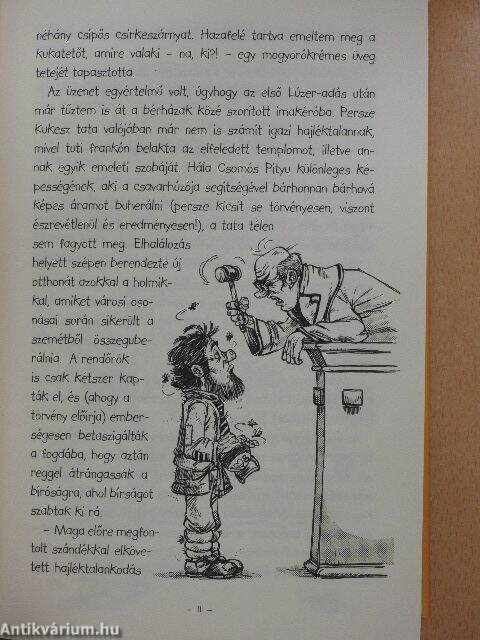 néhány csípős csirkeszárnyat. Hazafelé tartva emeltem meg a
kukatetőt, amire valaki – na, ki?! – egy mogyorókrémes üveg
tetejét tapasztotta.
Az üzenet egyértelmű volt, úgyhogy az első Lúzer-adás után
már tűztem is át a bérházak közé szorított imakéróba. Persze
Kukesz tata valójában már nem is számít igazi hajléktalannak,
mivel tuti frankón belakta az elfeledett templomot, illetve an-
nak egyik emeleti szobáját. Hála Csomós Pityu különleges ké-
pességének, aki a csavarhúzója segítségével bárhonnan bárhová
képes áramot buherálni (persze kicsit se törvényesen, viszont
észrevétlenül és eredményesen!), a tata télen
sem fagyott meg. Elhalálozás
helyett szépen berendezte új
otthonát azokkal a holmik-
kal, amiket városi oso-
násai során sikerült a
szemétből összegube-
rálnia. A rendőrök
is csak kétszer kap-
ták el, és (ahogy a
törvény előírja) ember-
ségesen betaszigálták
a fogdába, hogy aztán
reggel átrángassák a
bíróságra, ahol bírságot
szabtak ki rá.
– Maga előre megfon-
tolt szándékkal elköve-
tett hajléktalankodás
– 11 –
Antikvárium.hu